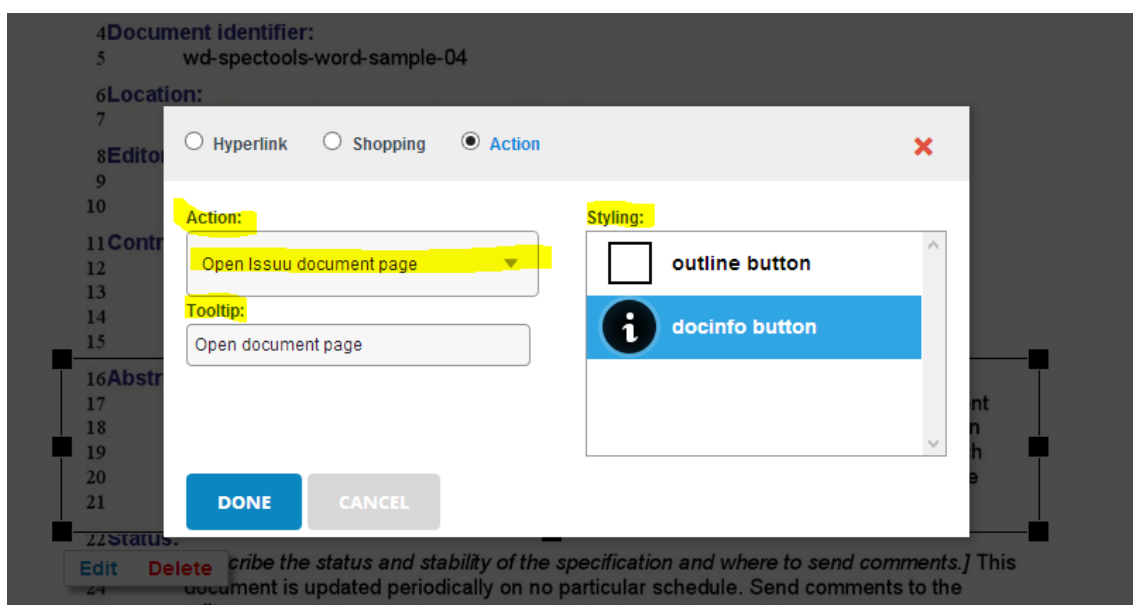 4Document identifier:
5 wd-spectools-word-sample-04
6Location:
7
Hyperlink Shopping Action
8Editor
9
10
Action: Styling:
11Contr
12 Open Issuu document page outline button
13
Tooltip:
14 docinfo button
15 Open document page
16Abstr
17 nt
18 n
19 h
20 e
21
DONE CANCEL
22Status:
Edit Delete cribe the status and stability of the specification and where to send comments.] This
24 document is updated periodically on no particular schedule. Send comments to the